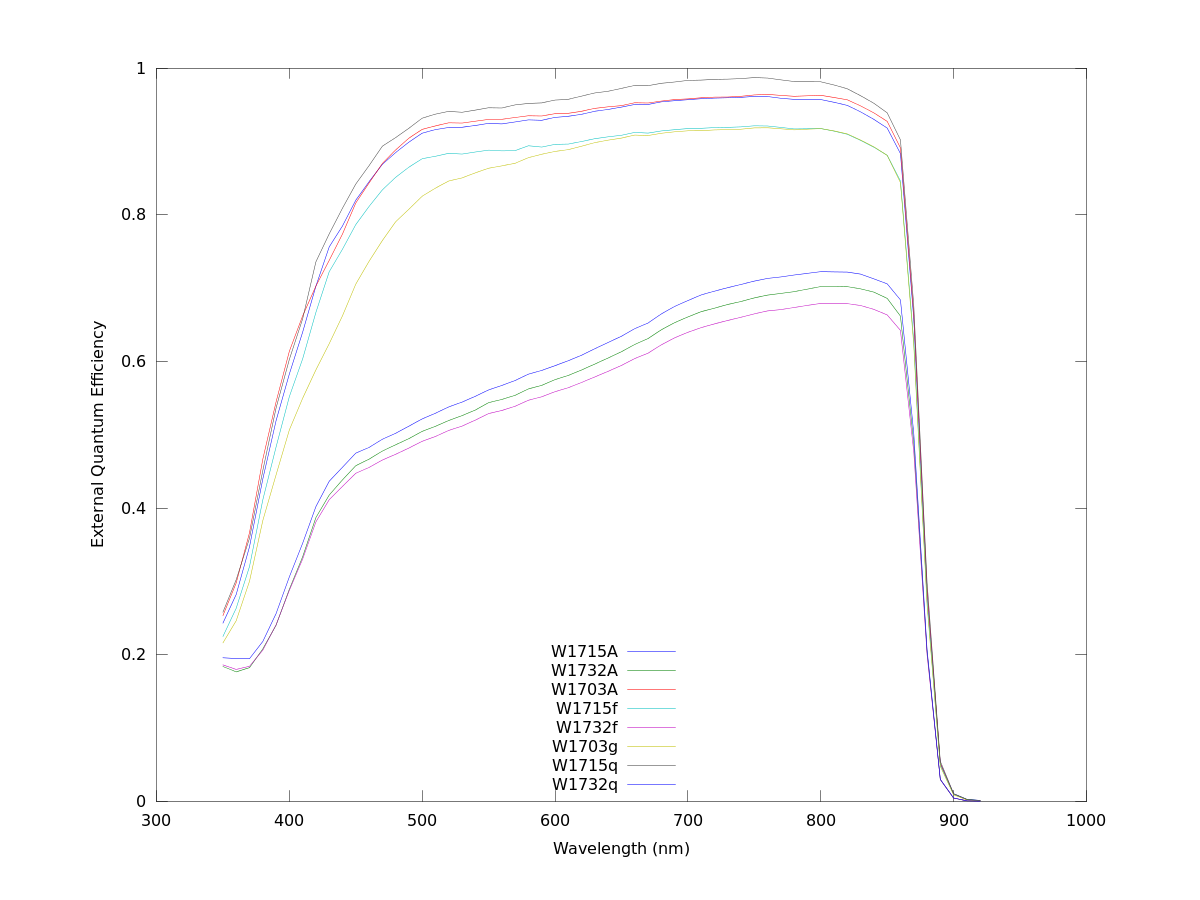 1
0.8
0.6
0.4
0.2
0
External Quantum Efficiency
W1715A
W1732A
W1703A
W1715f
W1732f
W1703g
W1715q
W1732q
300 400 500 600 700 800 900 1000
Wavelength (nm)